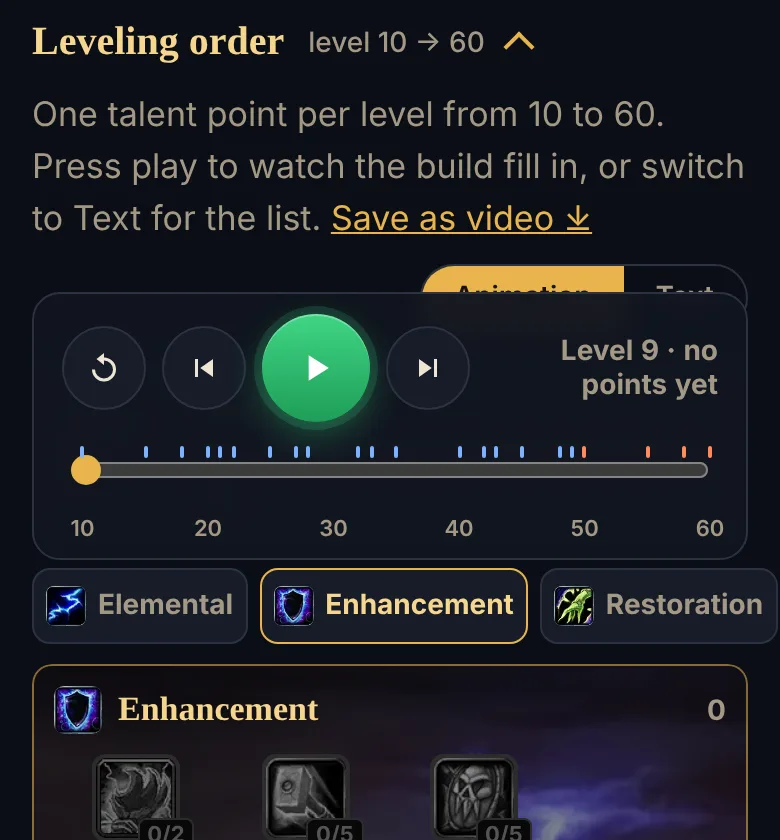 Leveling order level 10 → 60
One talent point per level from 10 to 60.
Press play to watch the build fill in, or switch
to Text for the list. Save as video
Animation Text
Level 9 · no
points yet
10 20 30 40 50 60
Elemental Enhancement Restoration
Enhancement 0
0/2 0/5 0/5